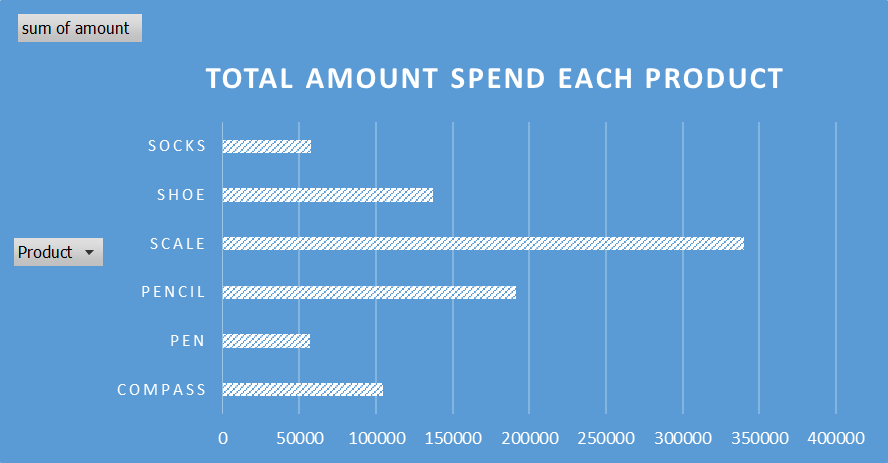 sum of amount
TOTAL AMOUNT SPEND EACH PRODUCT
SOCKS
SHOE
SCALE
Product
PENCIL
PEN
COMPASS
0 50000 100000 150000 200000 250000 300000 350000 400000